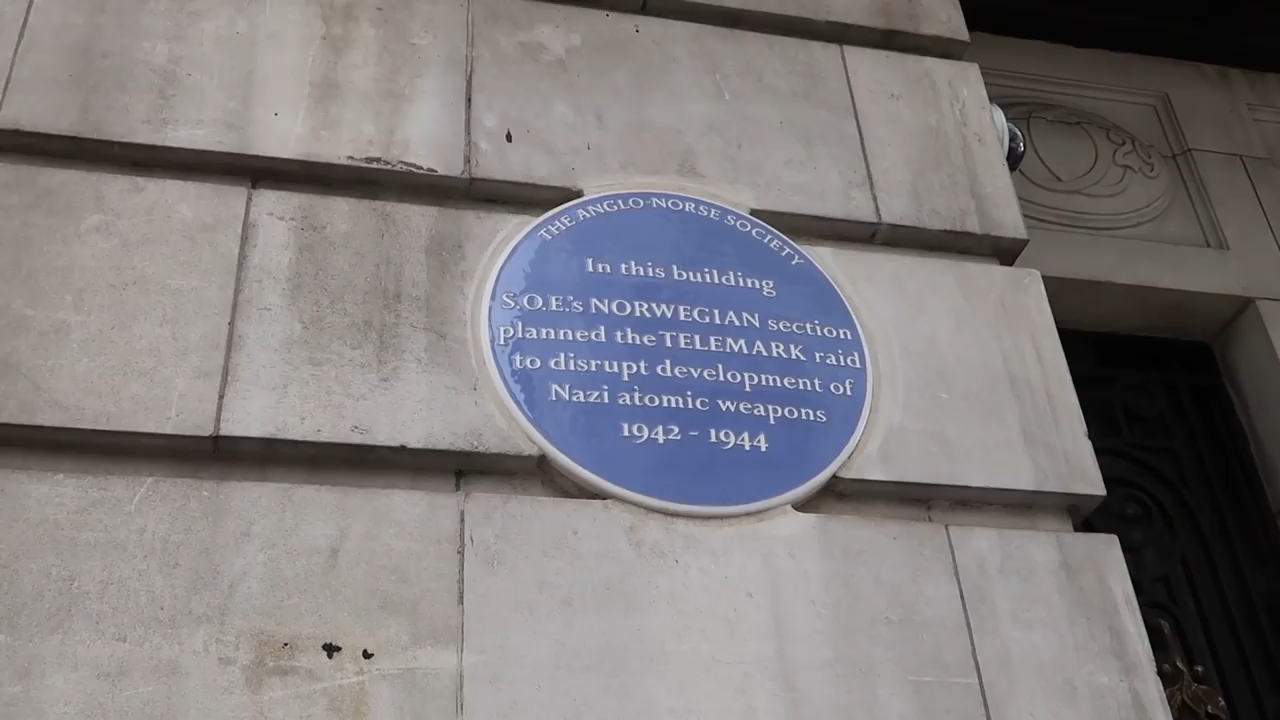 THE ANGLO-NORSE SOCIETY
In this building
S.O.E.'s NORWEGIAN section
planned the TELEMARK raid
to disrupt development of
Nazi atomic weapons
1942 - 1944